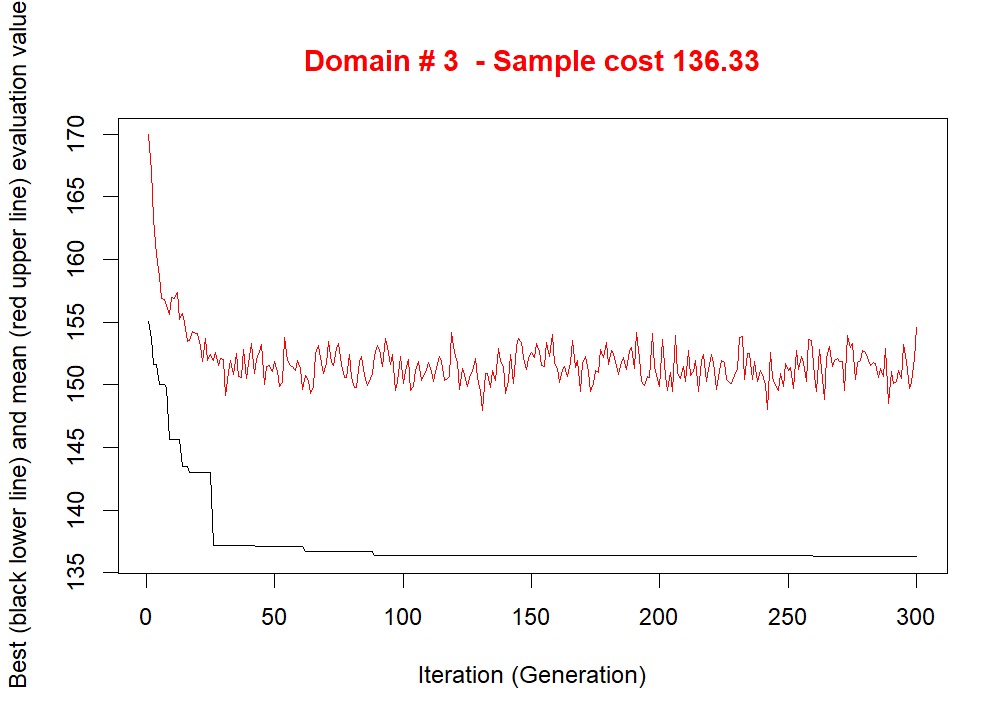 Domain # 3  - Sample cost 136.33
Best (black lower line) and mean (red upper line) evaluation value
170
165
160
155
150
145
140
135
0 50 100 150 200 250 300
Iteration (Generation)